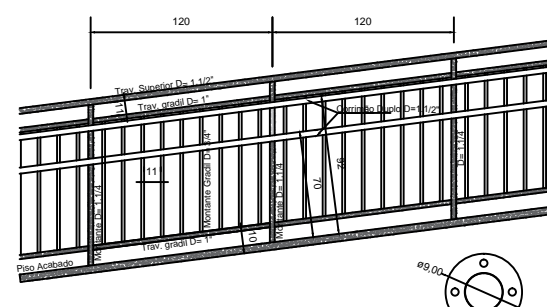 120
120
Trav. Superior D= 1.1/2"
11
Trav. gradil D= 1"
Corrimão Duplo D=1.1/2"
Montante D= 1.1/4
11
Montante Gradil D=3/4"
Montante D= 1.1/4
D= 1.1/4
92
70
Trav. gradil D= 1"
10
Piso Acabado
ø9,00